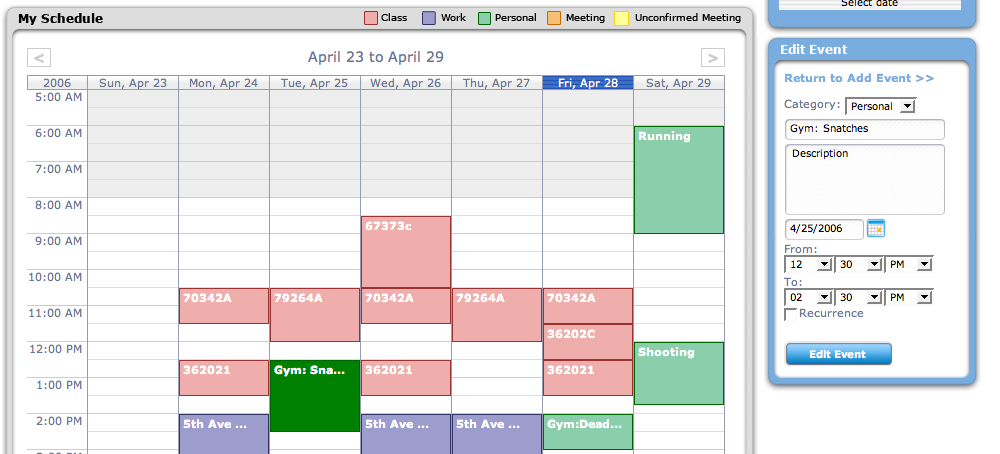 My Schedule
Class Work Personal Meeting Unconfirmed Meeting
< April 23 to April 29 >
2006 Sun, Apr 23 Mon, Apr 24 Tue, Apr 25 Wed, Apr 26 Thu, Apr 27 Fri, Apr 28 Sat, Apr 29
5:00 AM
6:00 AM
Running
7:00 AM
8:00 AM
67373c
9:00 AM
10:00 AM
70342A 79264A 70342A 79264A 70342A
11:00 AM
36202C
12:00 PM
Shooting
362021 Gym: Sna... 362021 362021
1:00 PM
2:00 PM
5th Ave ... 5th Ave ... 5th Ave ... Gym:Dead...
Select date
Edit Event
Return to Add Event >>
Category: Personal
Gym: Snatches
Description
4/25/2006
From:
12 30 PM
To:
02 30 PM
Recurrence
Edit Event